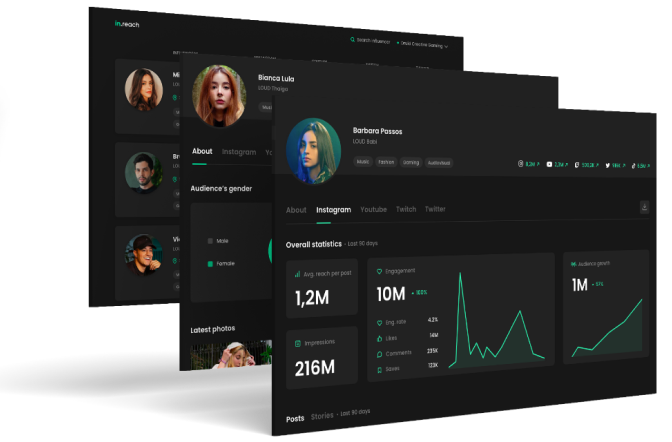 in.reach
Search influencer
Bianca Lula
LOUD Thaiga
About Instagram
Audience's gender
Male
Female
Latest photos
Barbara Passos
LOUD Babi
Music Fashion Gaming Audiovisual
About Instagram Youtube Twitch Twitter
Overall statistics - Last 90 days
Avg. reach per post
1,2M
Impressions
216M
Engagement
10M 100%
Eng. rate 4.2%
Likes 14M
Comments 235K
Saves 123K
Audience growth
1M 57%
Posts Stories - Last 90 days